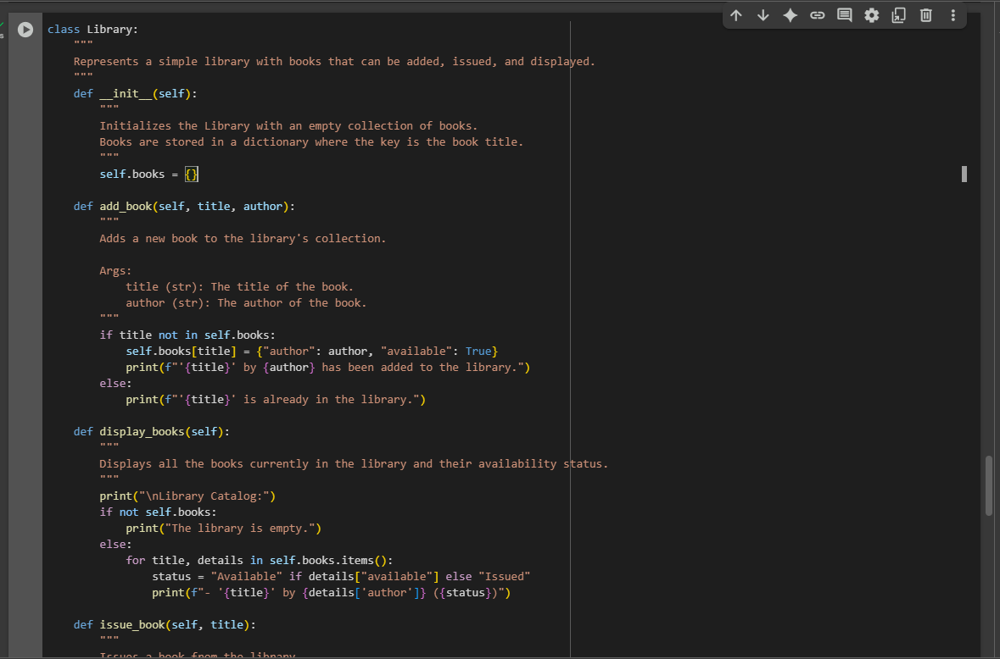 class Library:
    """
    Represents a simple library with books that can be added, issued, and displayed.
    """
    def __init__(self):
        """
        Initializes the Library with an empty collection of books.
        Books are stored in a dictionary where the key is the book title.
        """
        self.books = {}

    def add_book(self, title, author):
        """
        Adds a new book to the library's collection.

        Args:
            title (str): The title of the book.
            author (str): The author of the book.
        """
        if title not in self.books:
            self.books[title] = {"author": author, "available": True}
            print(f"'{title}' by {author} has been added to the library.")
        else:
            print(f"'{title}' is already in the library.")

    def display_books(self):
        """
        Displays all the books currently in the library and their availability status.
        """
        print("\nLibrary Catalog:")
        if not self.books:
            print("The library is empty.")
        else:
            for title, details in self.books.items():
                status = "Available" if details["available"] else "Issued"
                print(f"- '{title}' by {details['author']} ({status})")

    def issue_book(self, title):
        """
        Issues a book from the library